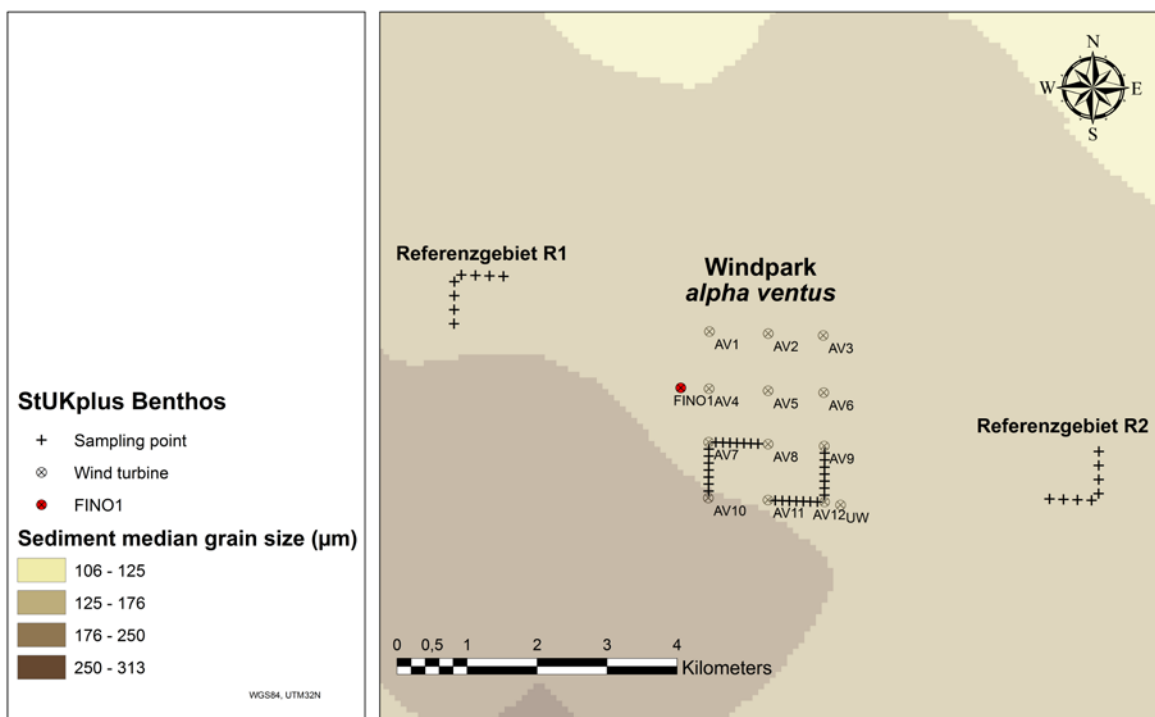 StUKplus Benthos
Sampling point
Wind turbine
FINO1
Sediment median grain size (µm)
106 - 125
125 - 176
176 - 250
250 - 313
WGS84, UTM32N
N
W E
S
Referenzgebiet R1
Windpark
alpha ventus
AV1 AV2 AV3
FINO1 AV4 AV5 AV6
Referenzgebiet R2
AV7 AV8 AV9
AV10 AV11 AV12 UW
0 0,5 1 2 3 4
Kilometers